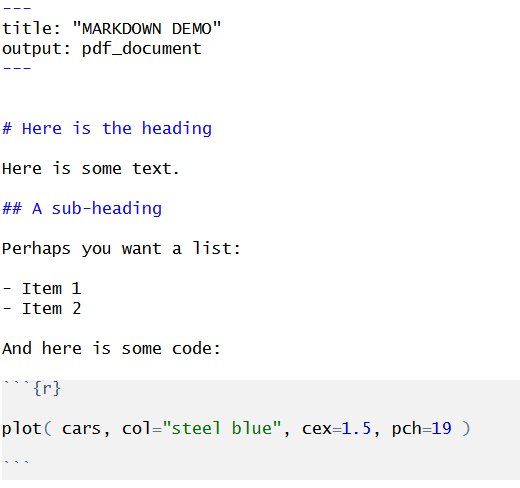 ---
title: "MARKDOWN DEMO"
output: pdf_document
---
# Here is the heading
Here is some text.
## A sub-heading
Perhaps you want a list:
- Item 1
- Item 2
And here is some code:
```{r}
plot( cars, col="steel blue", cex=1.5, pch=19 )
```